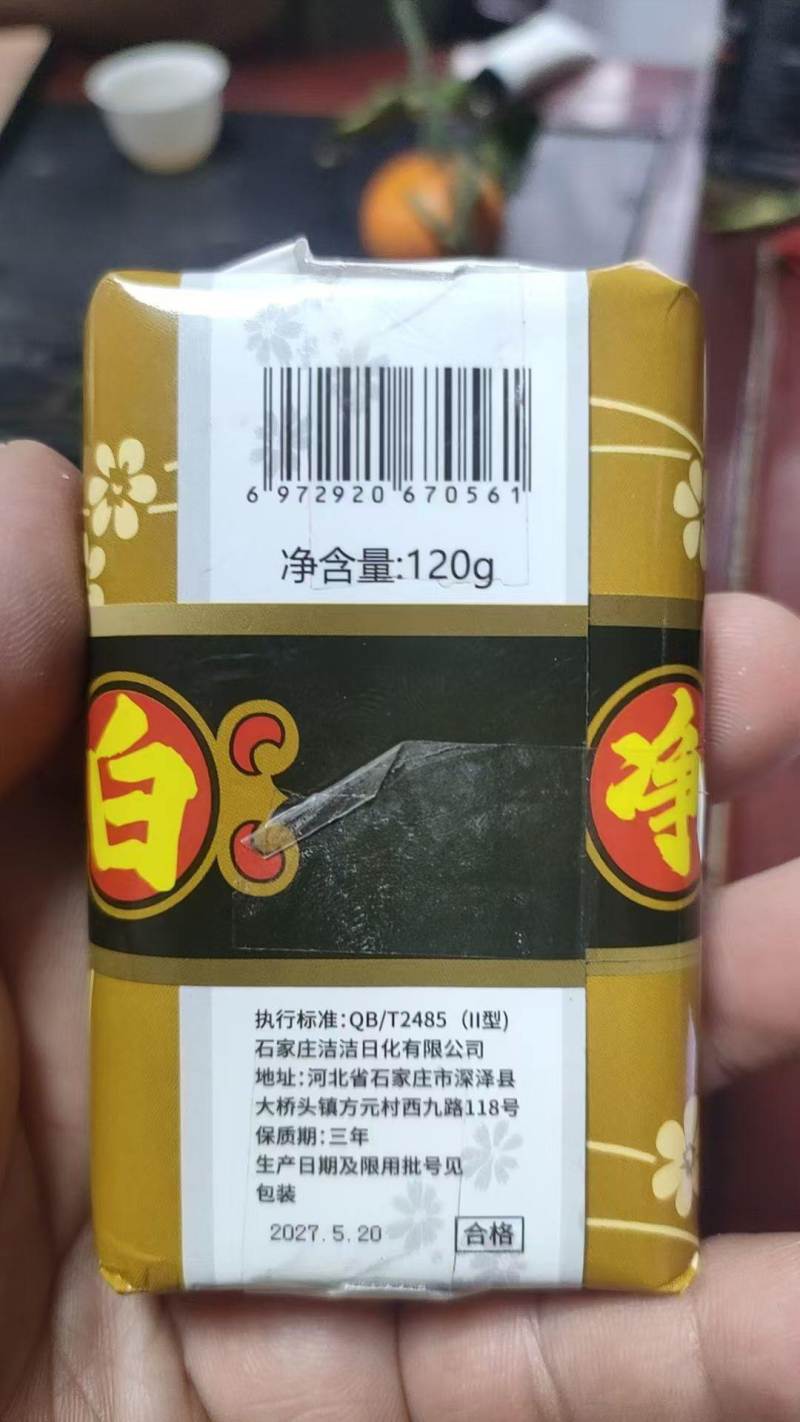 6 972920 670561
净含量:120g
白
净
执行标准:QB/T2485（II型)
石家庄洁洁日化有限公司
地址:河北省石家庄市深泽县
大桥头镇方元村西九路118号
保质期:三年
生产日期及限用批号见
包装
2027.5.20 合格